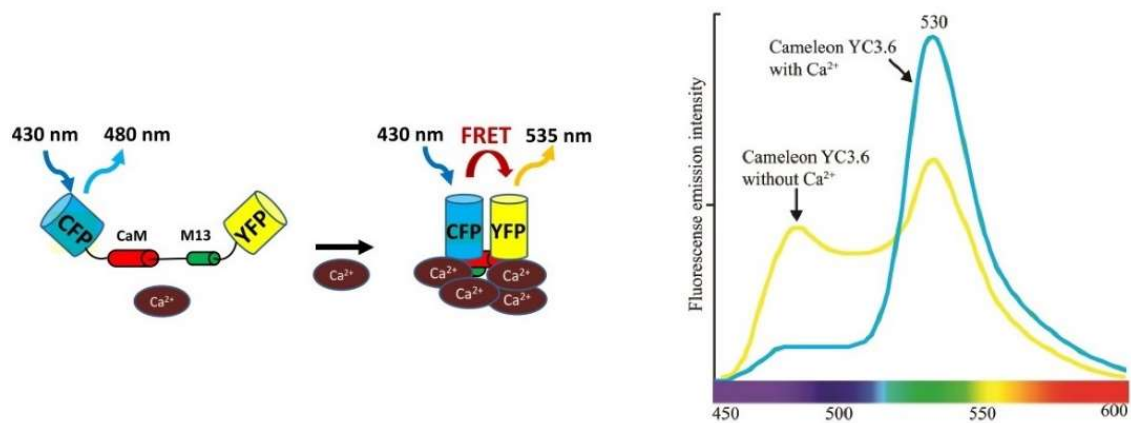 430 nm
480 nm
CFP
CaM
M13
YFP
Ca²⁺
Ca²⁺
430 nm
FRET
535 nm
CFP
YFP
Ca²⁺
Ca²⁺
Ca²⁺
Ca²⁺
Fluorescense emission intensity
530
Cameleon YC3.6
with Ca²⁺
Cameleon YC3.6
without Ca²⁺
450
500
550
600